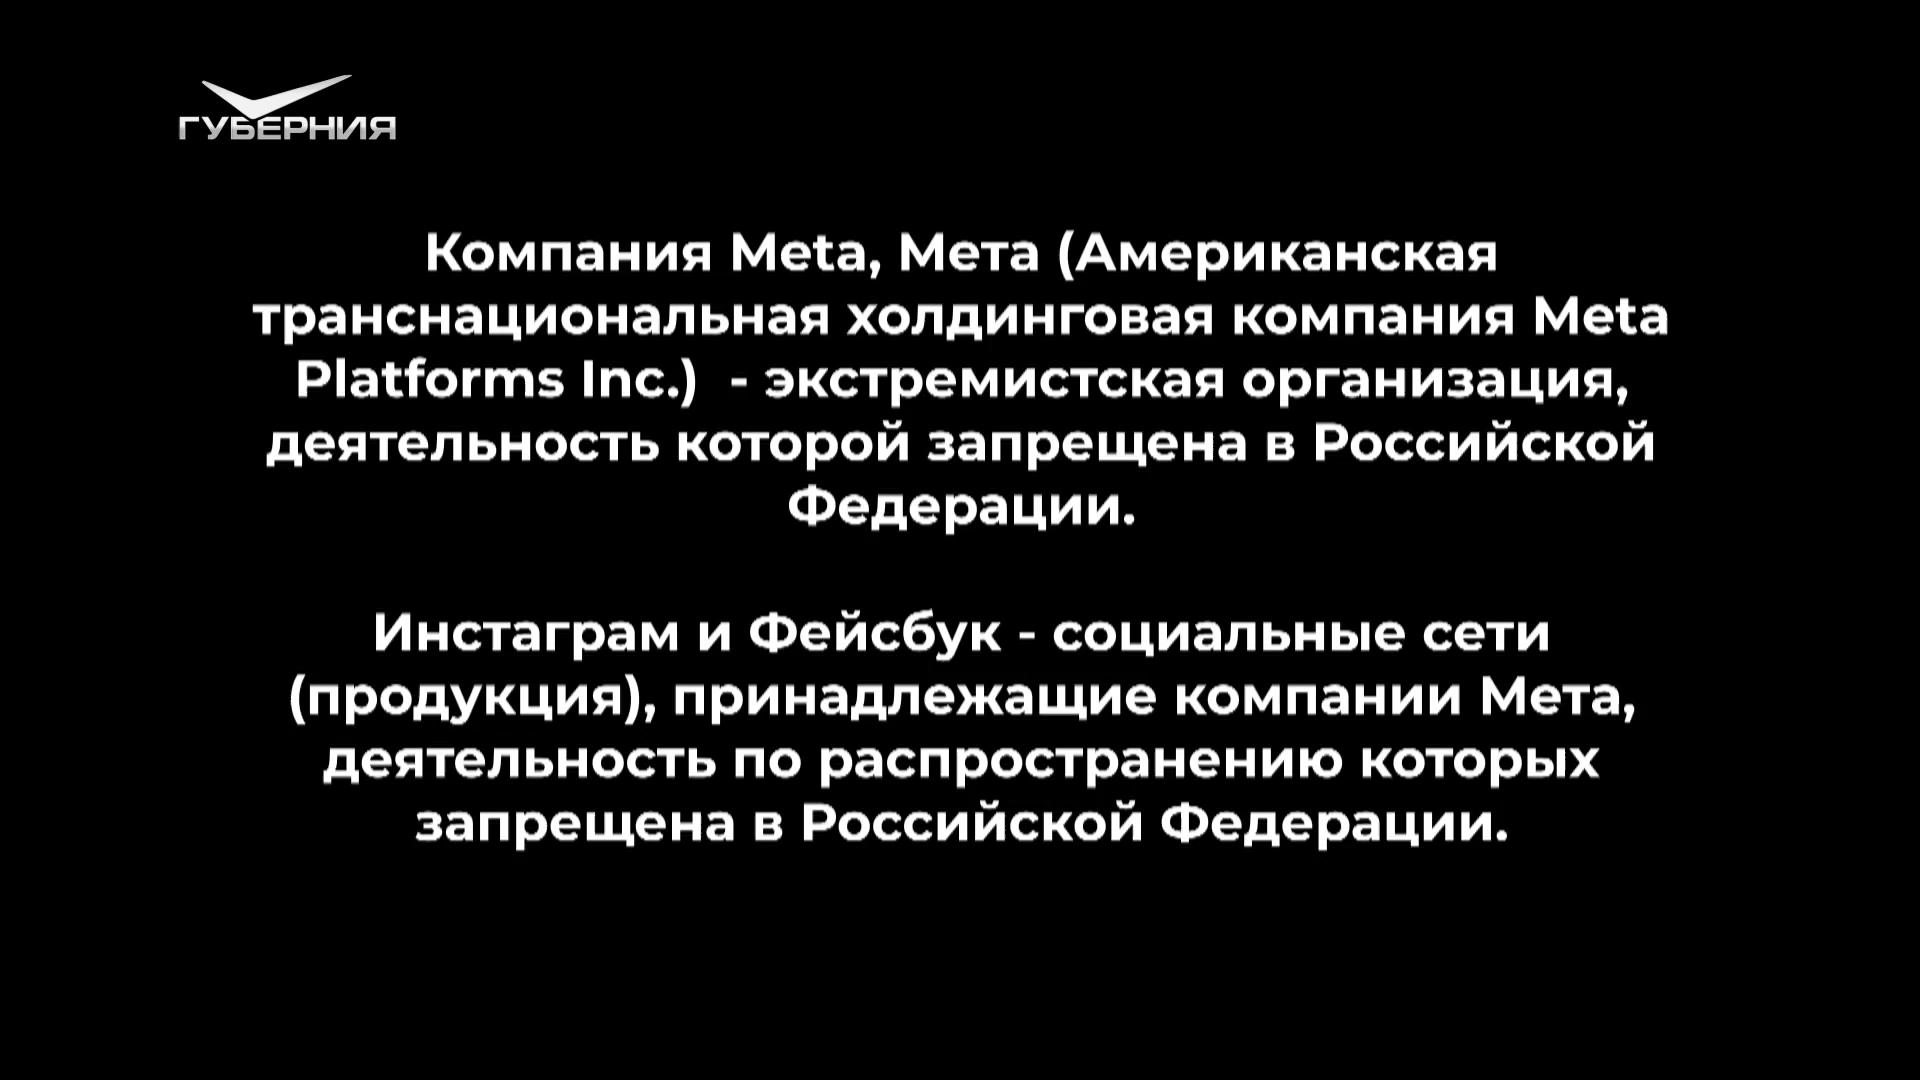 ГУБЕРНИЯ
Компания Meta, Мета (Американская
транснациональная холдинговая компания Meta
Platforms Inc.)  - экстремистская организация,
деятельность которой запрещена в Российской
Федерации.
Инстаграм и Фейсбук - социальные сети
(продукция), принадлежащие компании Мета,
деятельность по распространению которых
запрещена в Российской Федерации.